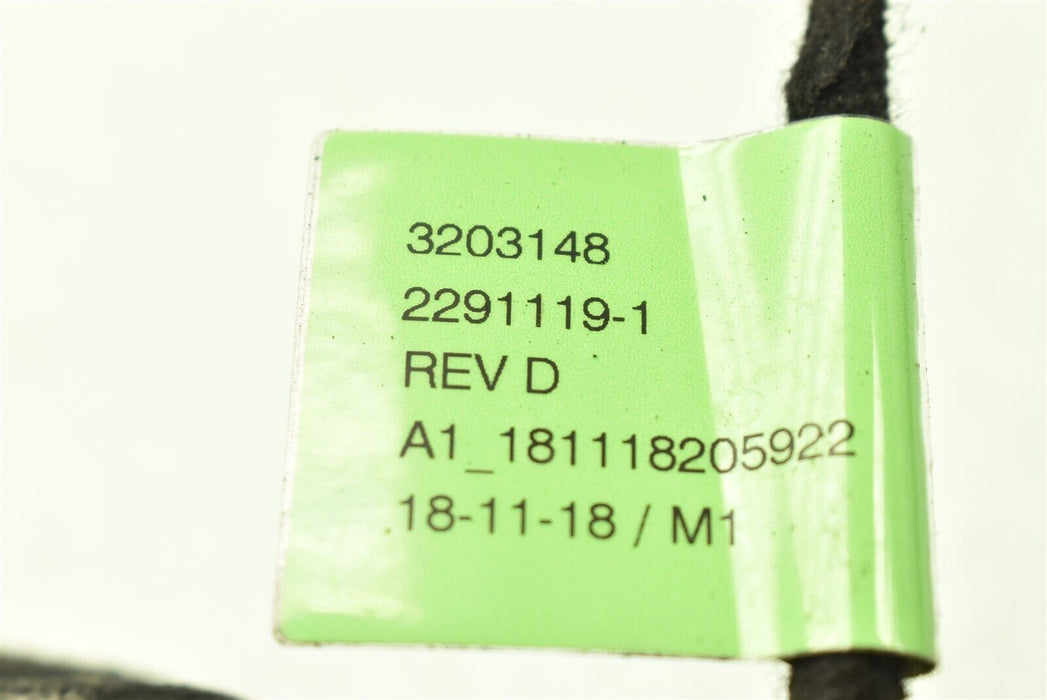 3203148
2291119-1
REV D
A1_181118205922
18-11-18 / M1